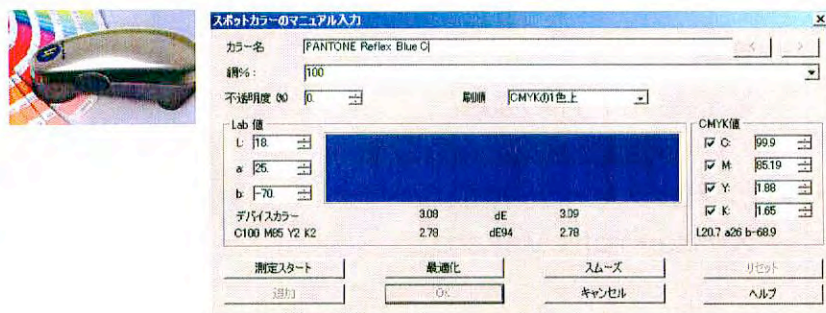 スポットカラーのマニュアル入力 X
カラー名 PANTONE Reflex Blue C < >
網%: 100
不透明度 (%) 0. 刷順 CMYKの1色上
Lab 値 CMYK値
L: 18. C: 99.9
a: 25. M: 85.19
b: -70. Y: 1.88
K: 1.65
デバイスカラー 3.08 dE 3.09
C100 M85 Y2 K2 2.78 dE94 2.78 L20.7 a26 b-68.9
測定スタート 最適化 スムーズ リセット
追加 OK キャンセル ヘルプ